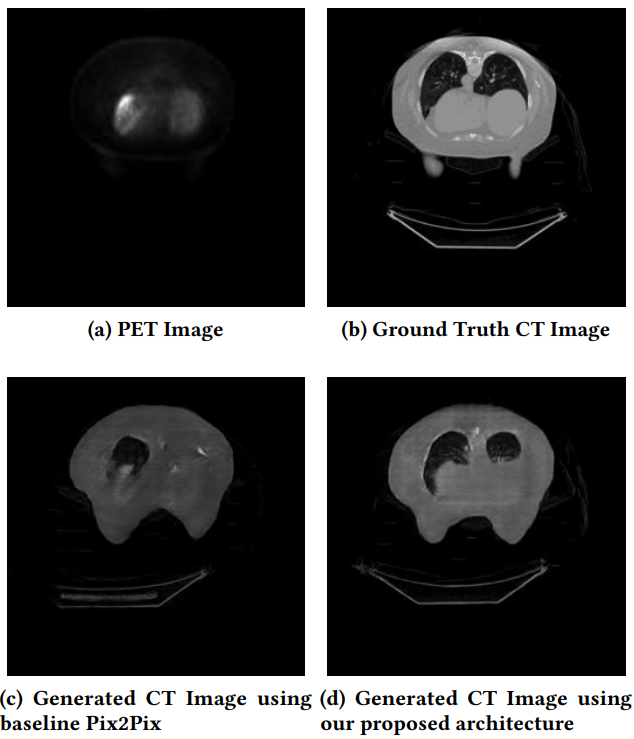 (a) PET Image
(b) Ground Truth CT Image
(c) Generated CT Image using
baseline Pix2Pix
(d) Generated CT Image using
our proposed architecture